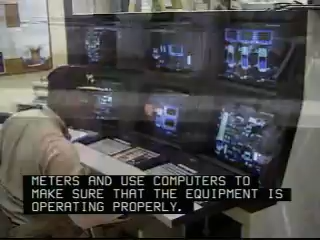 METERS AND USE COMPUTERS TO
MAKE SURE THAT THE EQUIPMENT IS
OPERATING PROPERLY.